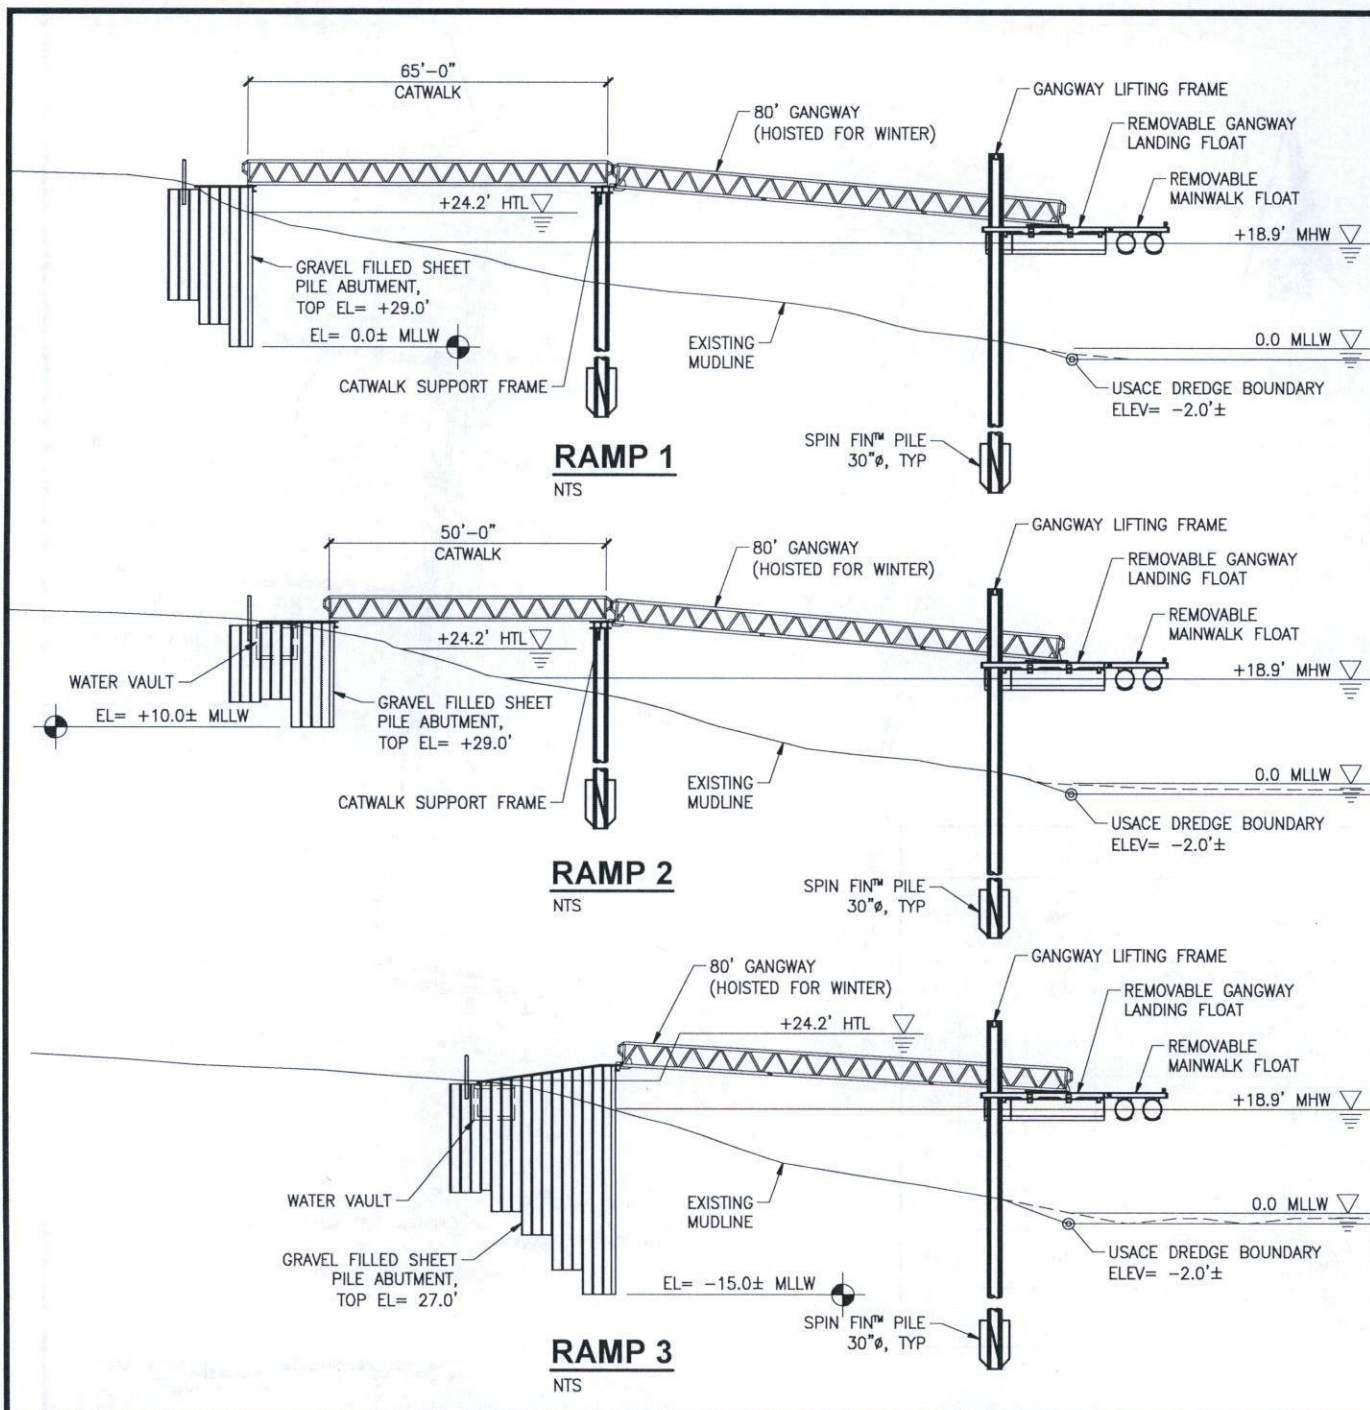 65'-0"
CATWALK
80' GANGWAY
(HOISTED FOR WINTER)
GANGWAY LIFTING FRAME
REMOVABLE GANGWAY
LANDING FLOAT
REMOVABLE
MAINWALK FLOAT
+24.2' HTL
+18.9' MHW
GRAVEL FILLED SHEET
PILE ABUTMENT,
TOP EL= +29.0'
EL= 0.0± MLLW
CATWALK SUPPORT FRAME
EXISTING
MUDLINE
0.0 MLLW
USACE DREDGE BOUNDARY
ELEV= -2.0'±
SPIN FIN™ PILE
30"ø, TYP
RAMP 1
NTS
50'-0"
CATWALK
80' GANGWAY
(HOISTED FOR WINTER)
GANGWAY LIFTING FRAME
REMOVABLE GANGWAY
LANDING FLOAT
REMOVABLE
MAINWALK FLOAT
+24.2' HTL
+18.9' MHW
WATER VAULT
EL= +10.0± MLLW
GRAVEL FILLED SHEET
PILE ABUTMENT,
TOP EL= +29.0'
CATWALK SUPPORT FRAME
EXISTING
MUDLINE
0.0 MLLW
USACE DREDGE BOUNDARY
ELEV= -2.0'±
SPIN FIN™ PILE
30"ø, TYP
RAMP 2
NTS
80' GANGWAY
(HOISTED FOR WINTER)
GANGWAY LIFTING FRAME
REMOVABLE GANGWAY
LANDING FLOAT
+24.2' HTL
REMOVABLE
MAINWALK FLOAT
+18.9' MHW
WATER VAULT
EXISTING
MUDLINE
0.0 MLLW
GRAVEL FILLED SHEET
PILE ABUTMENT,
TOP EL= 27.0'
USACE DREDGE BOUNDARY
ELEV= -2.0'±
EL= -15.0± MLLW
SPIN FIN™ PILE
30"ø, TYP
RAMP 3
NTS